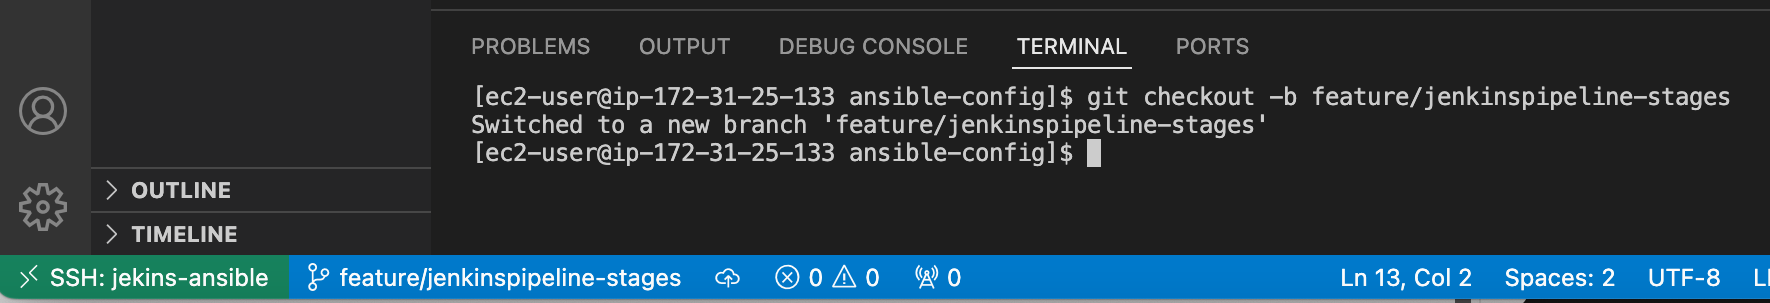 PROBLEMS OUTPUT DEBUG CONSOLE TERMINAL PORTS
[ec2-user@ip-172-31-25-133 ansible-config]$ git checkout -b feature/jenkinspipeline-stages
Switched to a new branch 'feature/jenkinspipeline-stages'
[ec2-user@ip-172-31-25-133 ansible-config]$
OUTLINE
TIMELINE
SSH: jekins-ansible feature/jenkinspipeline-stages 0 0 0 Ln 13, Col 2 Spaces: 2 UTF-8